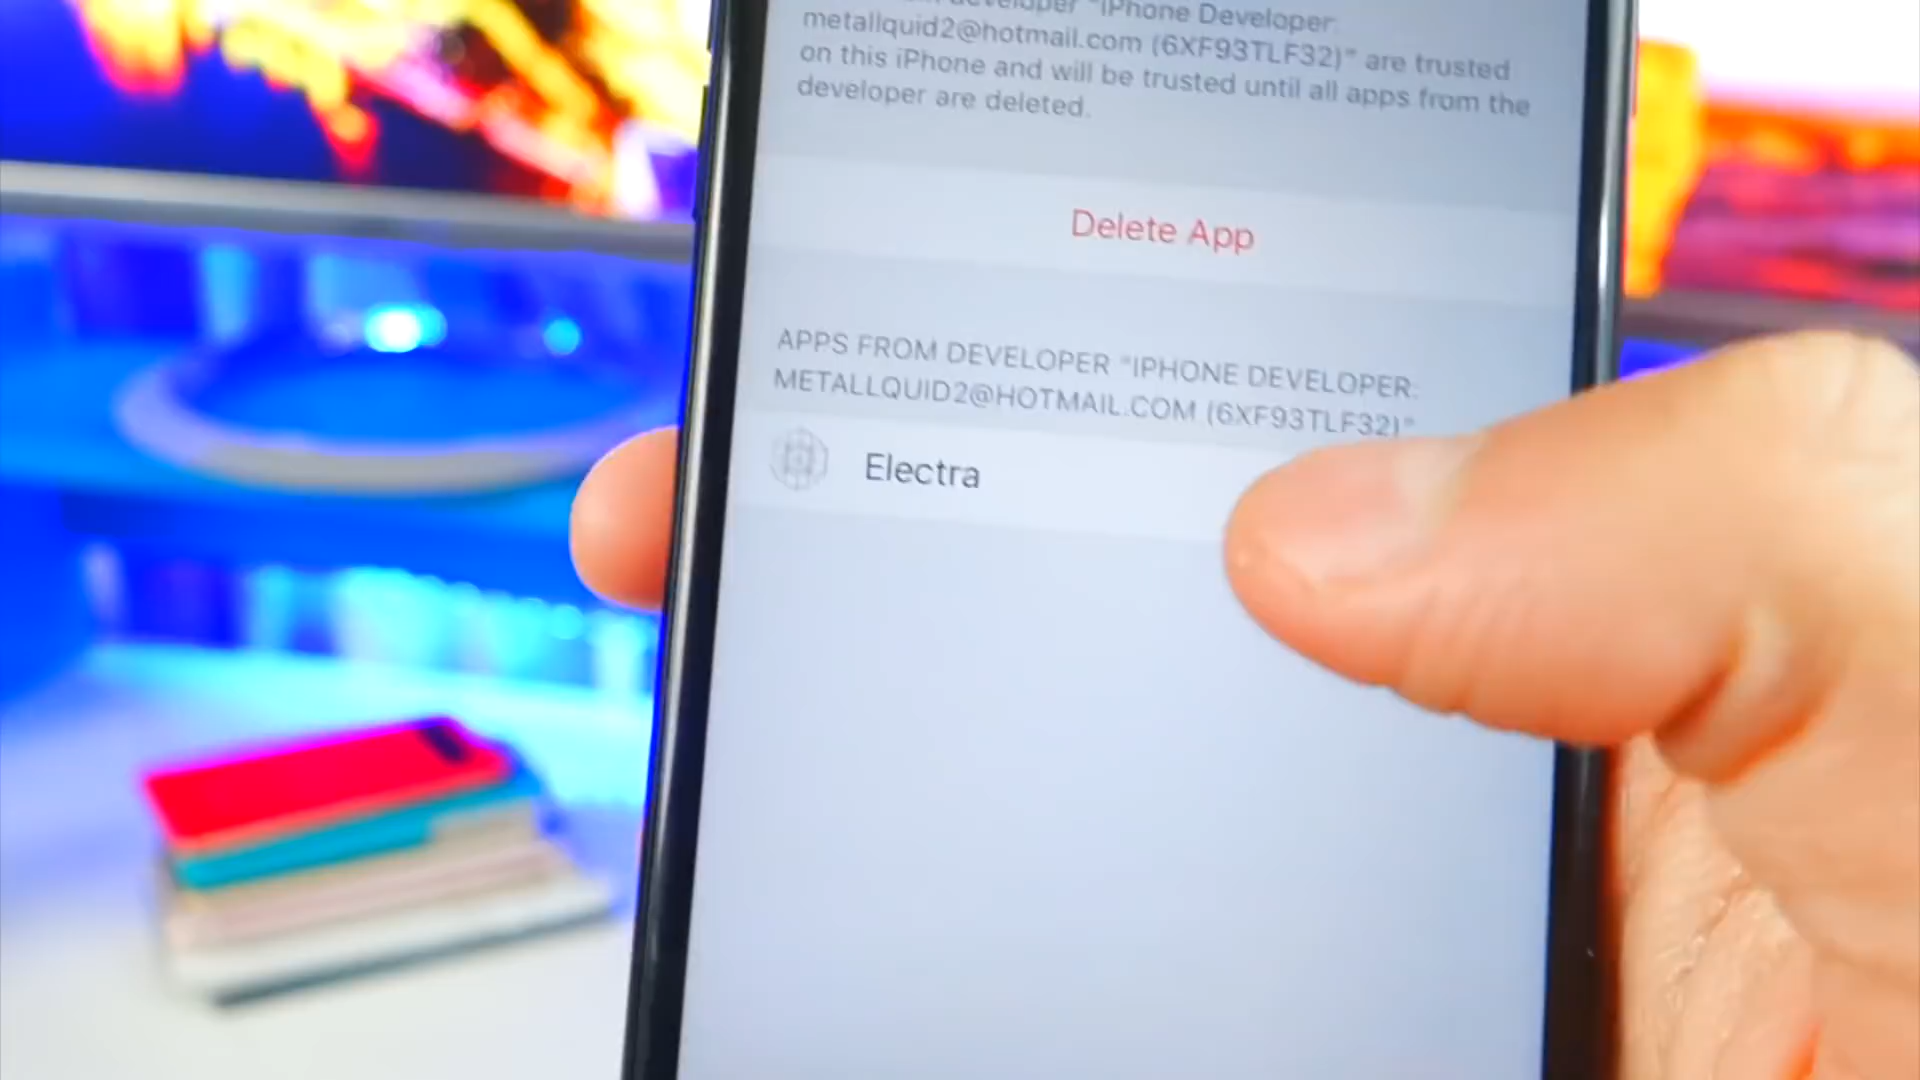 developer "iPhone Developer:
metallquid2@hotmail.com (6XF93TLF32)" are trusted
on this iPhone and will be trusted until all apps from the
developer are deleted.
Delete App
APPS FROM DEVELOPER "IPHONE DEVELOPER:
METALLQUID2@HOTMAIL.COM (6XF93TLF32)"
Electra